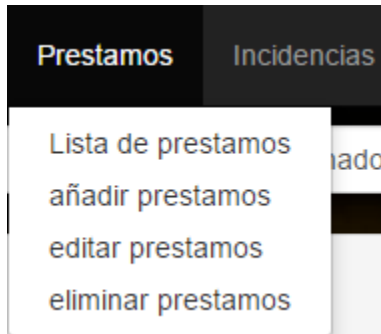 Prestamos Incidencias
Lista de prestamos
añadir prestamos
editar prestamos
eliminar prestamos